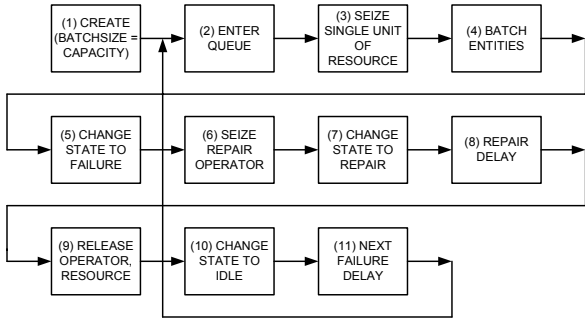 (1) CREATE
(BATCHSIZE =
CAPACITY)
(2) ENTER
QUEUE
(3) SEIZE
SINGLE UNIT
OF
RESOURCE
(4) BATCH
ENTITIES
(5) CHANGE
STATE TO
FAILURE
(6) SEIZE
REPAIR
OPERATOR
(7) CHANGE
STATE TO
REPAIR
(8) REPAIR
DELAY
(9) RELEASE
OPERATOR,
RESOURCE
(10) CHANGE
STATE TO
IDLE
(11) NEXT
FAILURE
DELAY